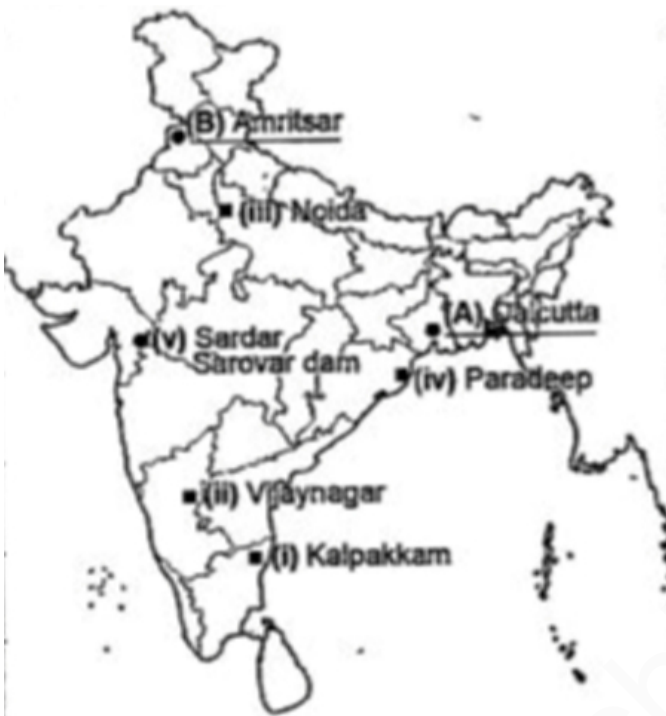 (B) Amritsar
(iii) Noida
(A) Calcutta
(v) Sardar
Sarovar dam
(iv) Paradeep
(ii) Vijaynagar
(i) Kalpakkam